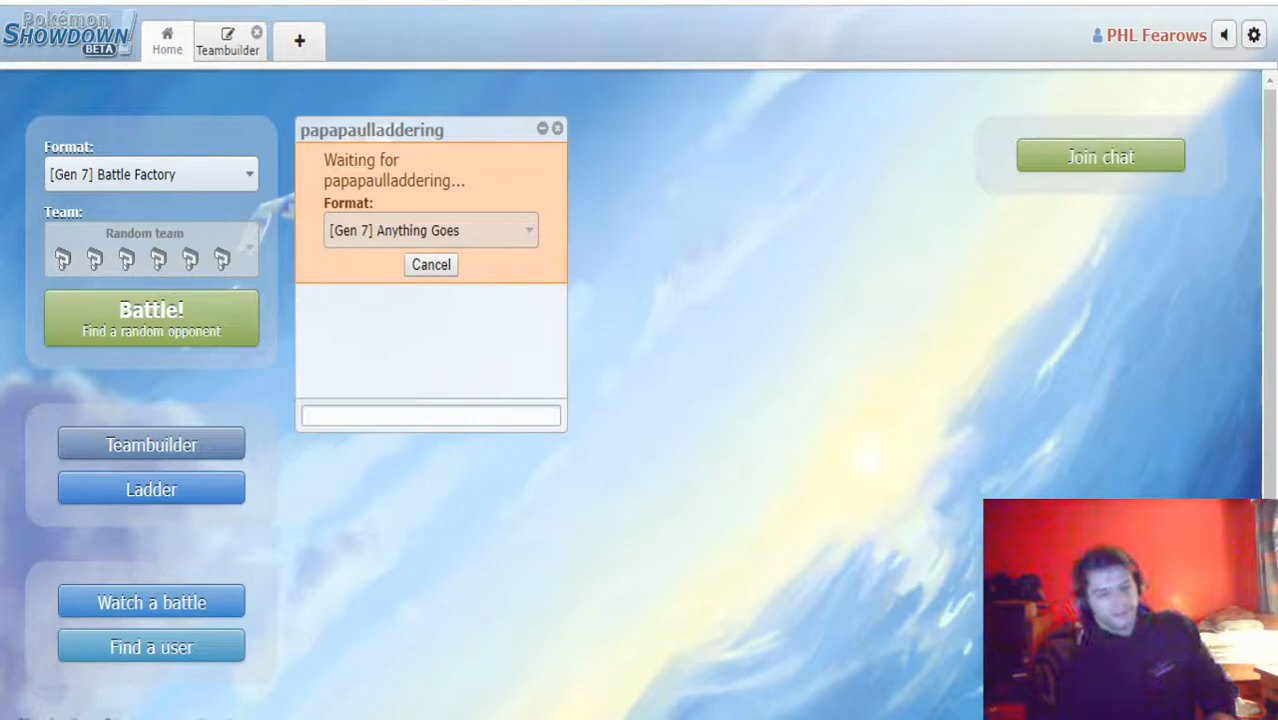 Pokémon
SHOWDOWN!
BETA
Home
Teambuilder
+
PHL Fearows
Format:
[Gen 7] Battle Factory
Team:
Random team
Battle!
Find a random opponent
Teambuilder
Ladder
Watch a battle
Find a user
papapaulladdering
Waiting for
papapaulladdering...
Format:
[Gen 7] Anything Goes
Cancel
Join chat